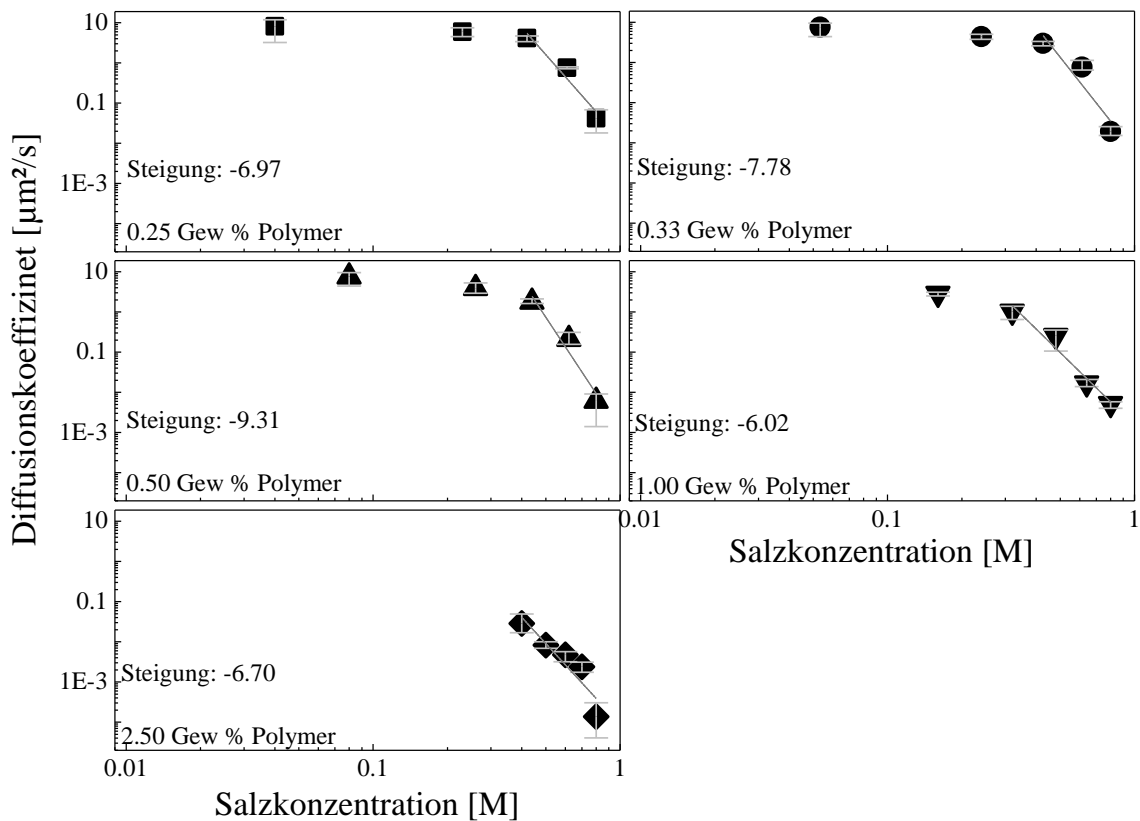 Diffusionskoeffizinet [µm²/s]
10
0.1
1E-3
Steigung: -6.97
0.25 Gew % Polymer
Steigung: -7.78
0.33 Gew % Polymer
10
0.1
1E-3
Steigung: -9.31
0.50 Gew % Polymer
Steigung: -6.02
1.00 Gew % Polymer
0.01 0.1 1
Salzkonzentration [M]
10
0.1
1E-3
Steigung: -6.70
2.50 Gew % Polymer
0.01 0.1 1
Salzkonzentration [M]